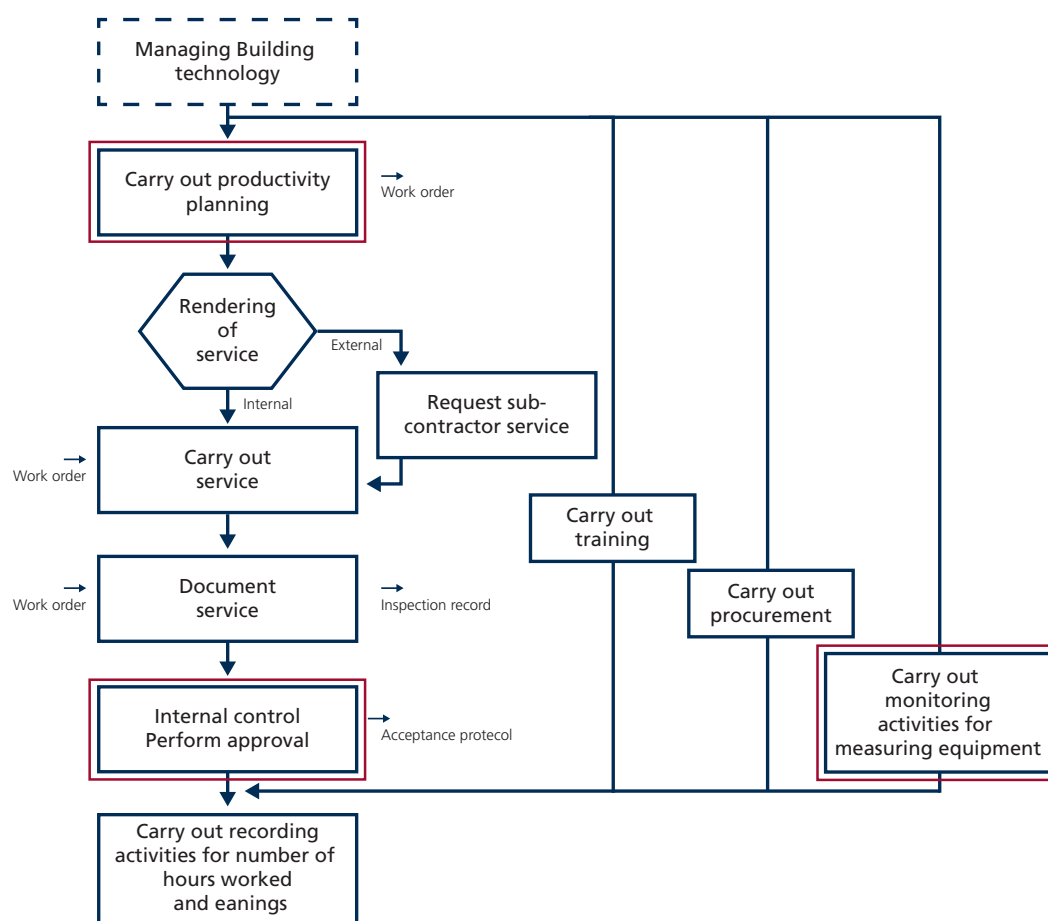 Managing Building
technology
Carry out productivity
planning
Work order
Rendering
of
service
External
Internal
Request sub-
contractor service
Carry out
service
Work order
Carry out
training
Document
service
Work order
Inspection record
Carry out
procurement
Carry out
monitoring
activities for
measuring equipment
Internal control
Perform approval
Acceptance protecol
Carry out recording
activities for number of
hours worked
and eanings